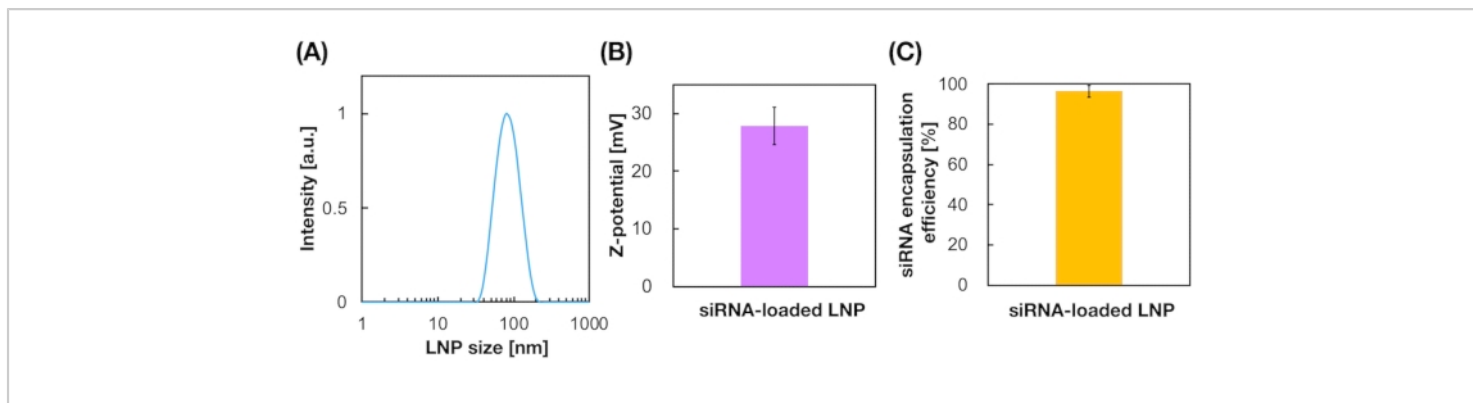 (A)
Intensity [a.u.]
1
0.5
0
1 10 100 1000
LNP size [nm]
(B)
Z-potential [mV]
30
20
10
0
siRNA-loaded LNP
(C)
siRNA encapsulation
efficiency [%]
100
80
60
40
20
0
siRNA-loaded LNP